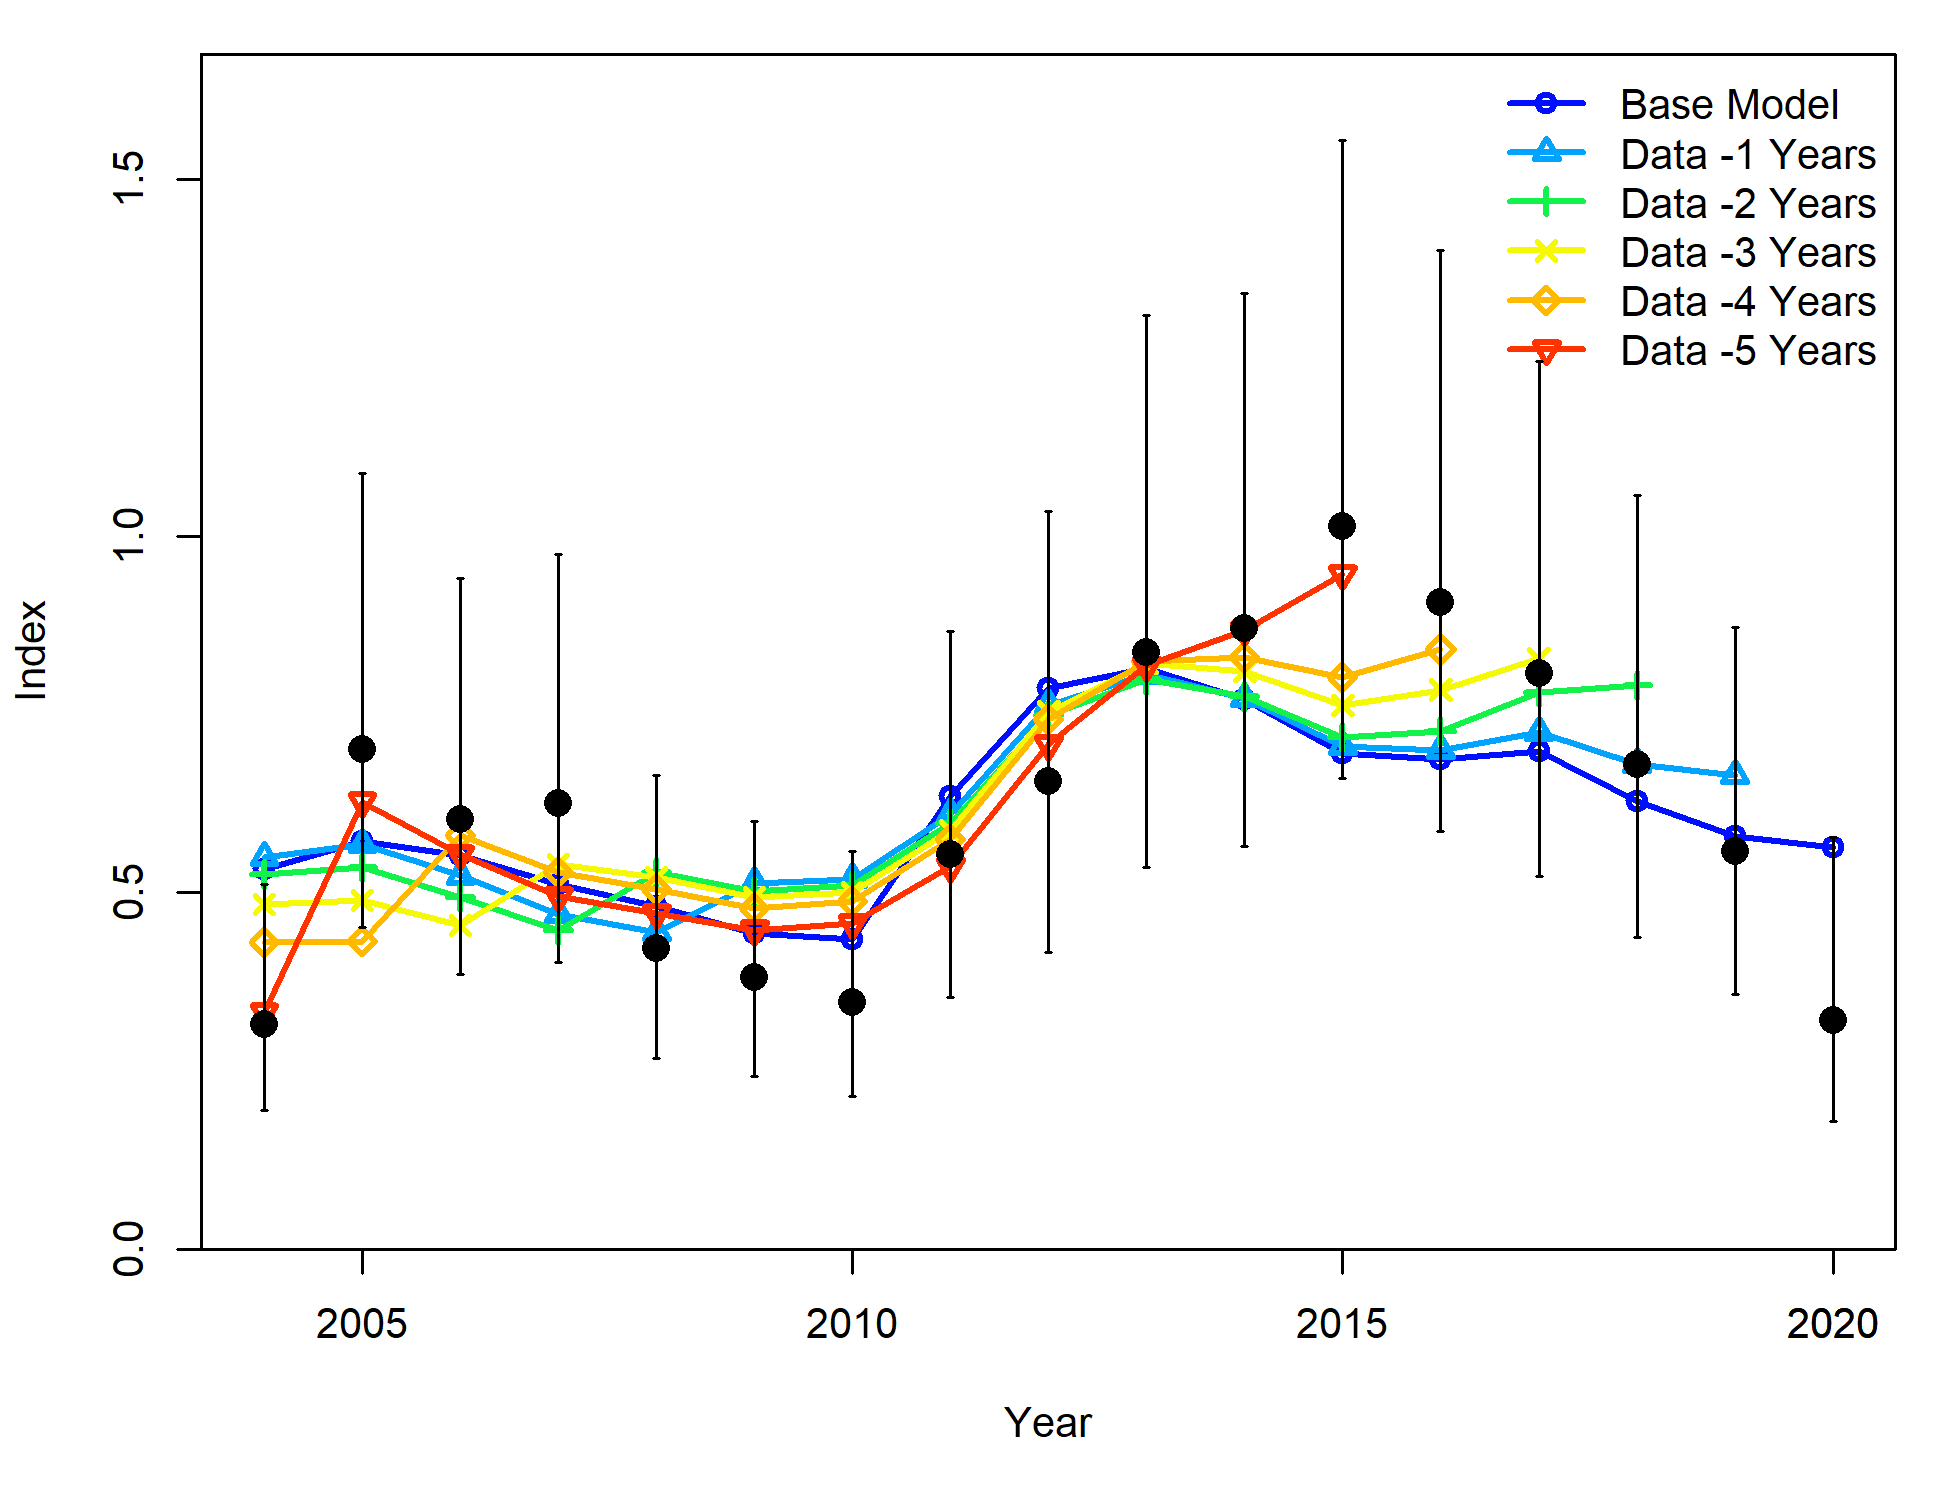 Base Model
Data -1 Years
Data -2 Years
Data -3 Years
Data -4 Years
Data -5 Years
1.5
1.0
0.5
0.0
Index
2005 2010 2015 2020
Year